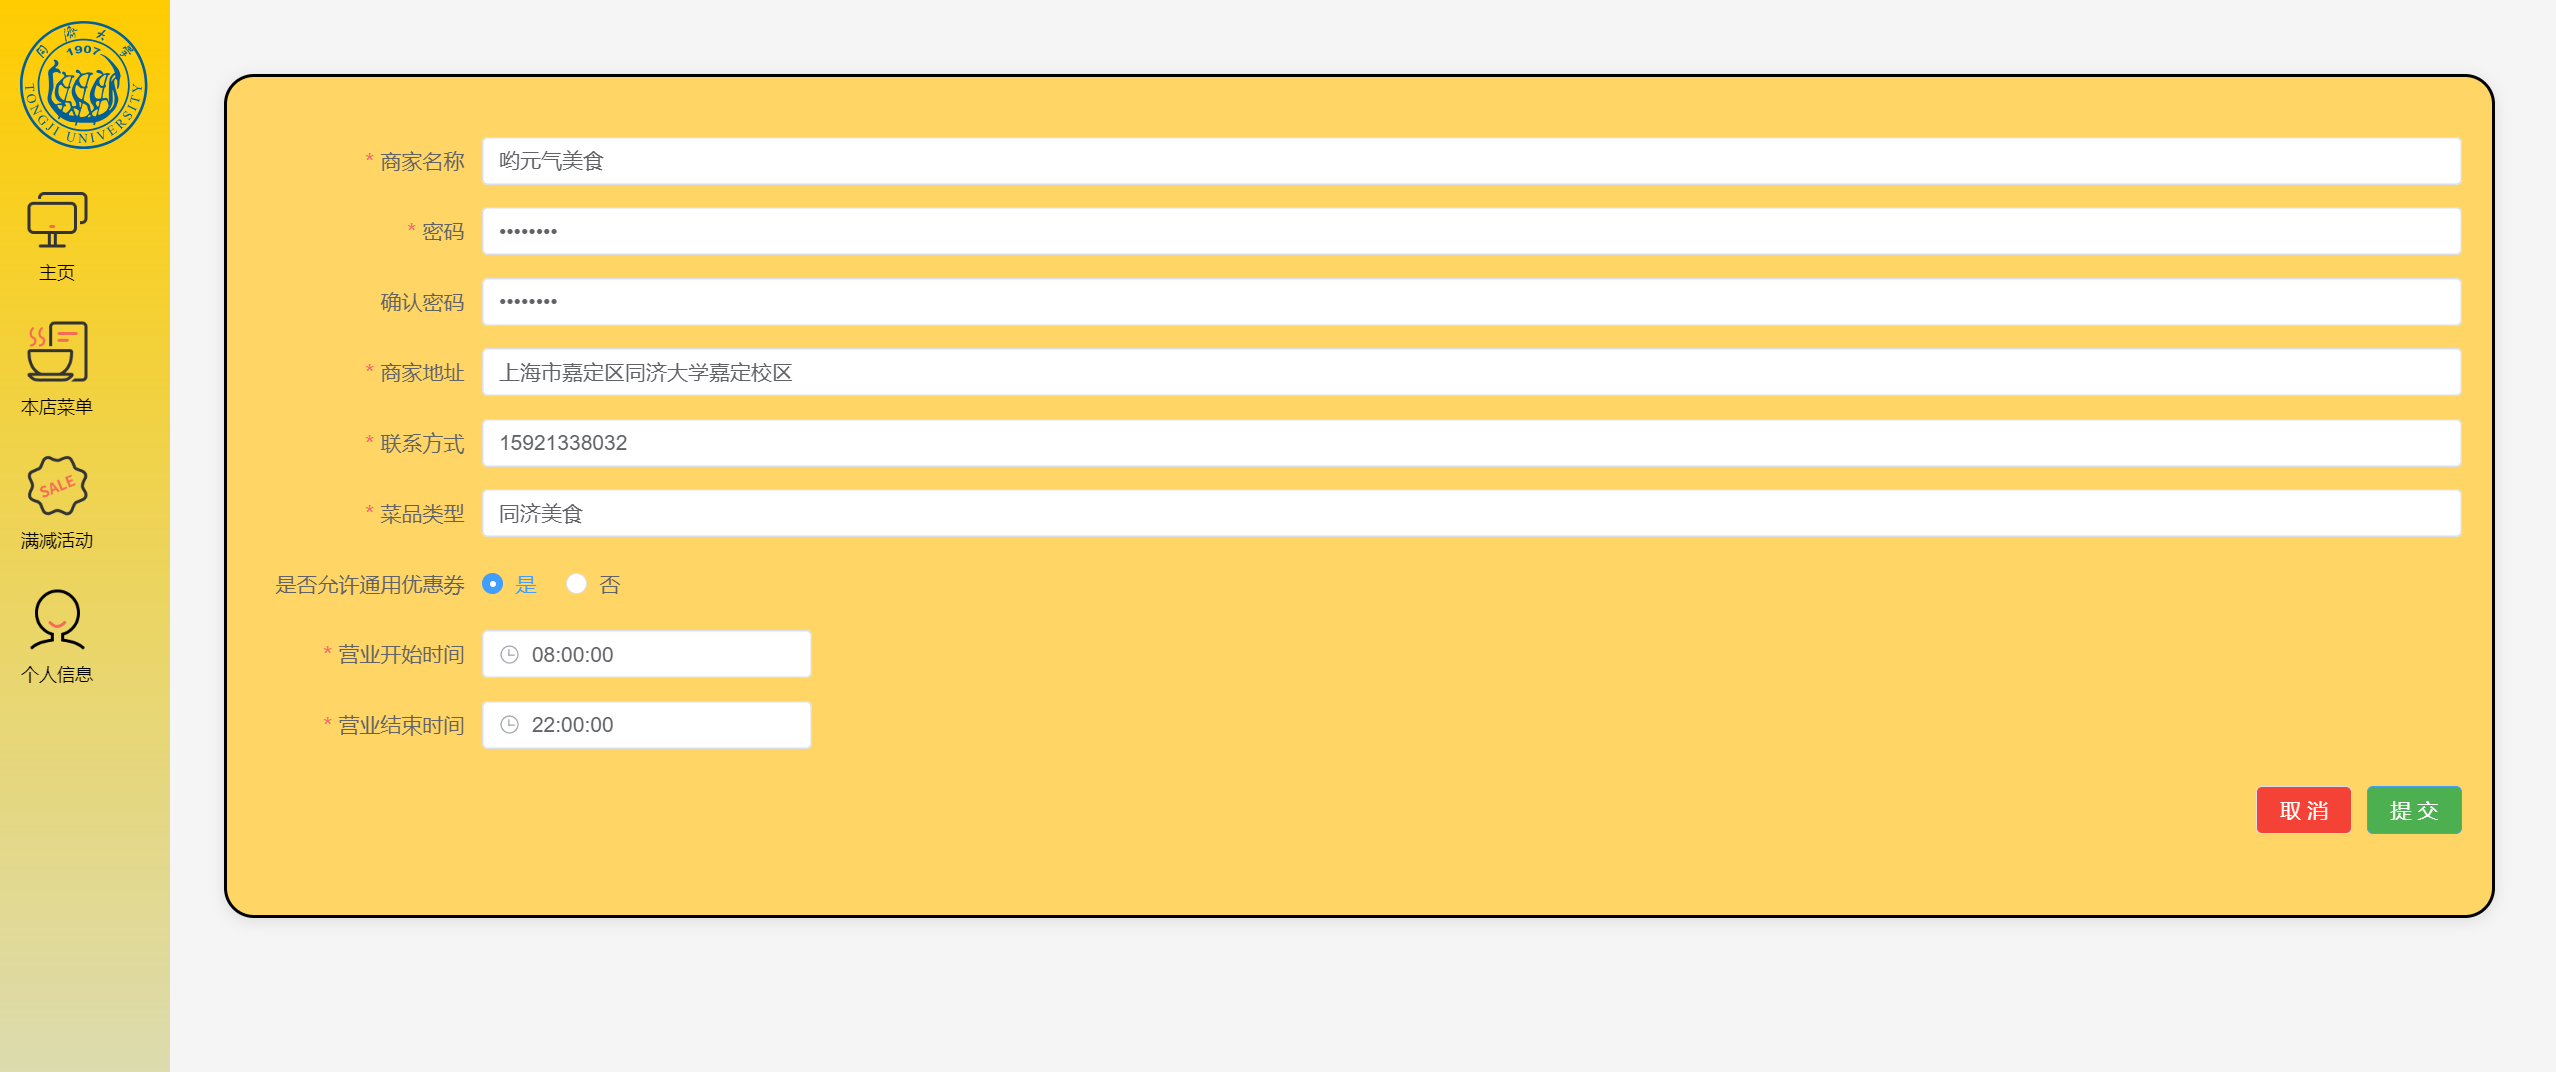 同济大学
1907
TONGJI UNIVERSITY
主页
本店菜单
SALE
满减活动
个人信息
* 商家名称 哟元气美食
* 密码 ••••••••
确认密码 ••••••••
* 商家地址 上海市嘉定区同济大学嘉定校区
* 联系方式 15921338032
* 菜品类型 同济美食
是否允许通用优惠券 是 否
* 营业开始时间 08:00:00
* 营业结束时间 22:00:00
取消 提交